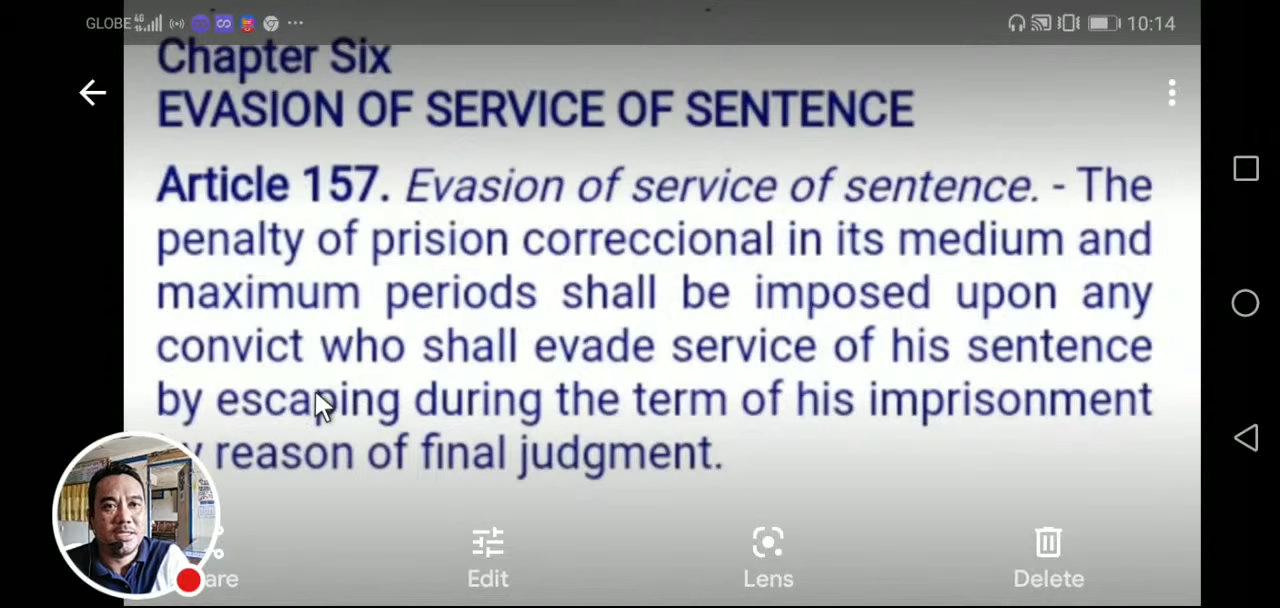 GLOBE 4G 10:14
Chapter Six
EVASION OF SERVICE OF SENTENCE
Article 157. Evasion of service of sentence. - The
penalty of prision correccional in its medium and
maximum periods shall be imposed upon any
convict who shall evade service of his sentence
by escaping during the term of his imprisonment
reason of final judgment.
are Edit Lens Delete